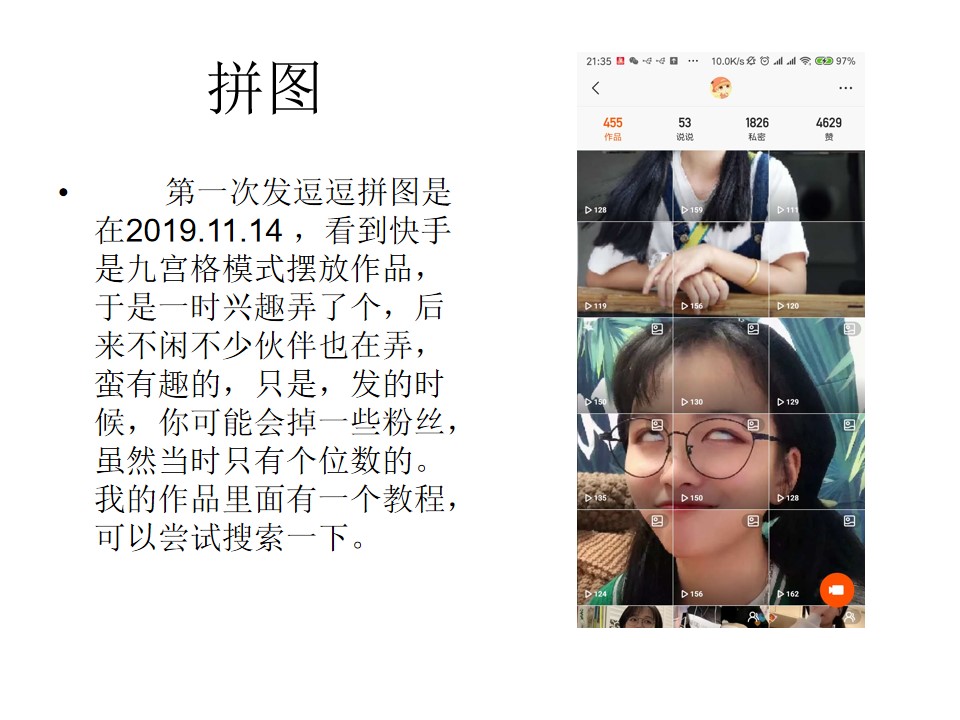 拼图
• 第一次发逗逗拼图是
在2019.11.14 ，看到快手
是九宫格模式摆放作品，
于是一时兴趣弄了个，后
来不闲不少伙伴也在弄，
蛮有趣的，只是，发的时
候，你可能会掉一些粉丝，
虽然当时只有个位数的。
我的作品里面有一个教程，
可以尝试搜索一下。
21:35 10.0K/s 97%
455 53 1826 4629
作品 说说 私密 赞
128 159 111
119 156 120
150 130 129
135 150 128
124 156 162